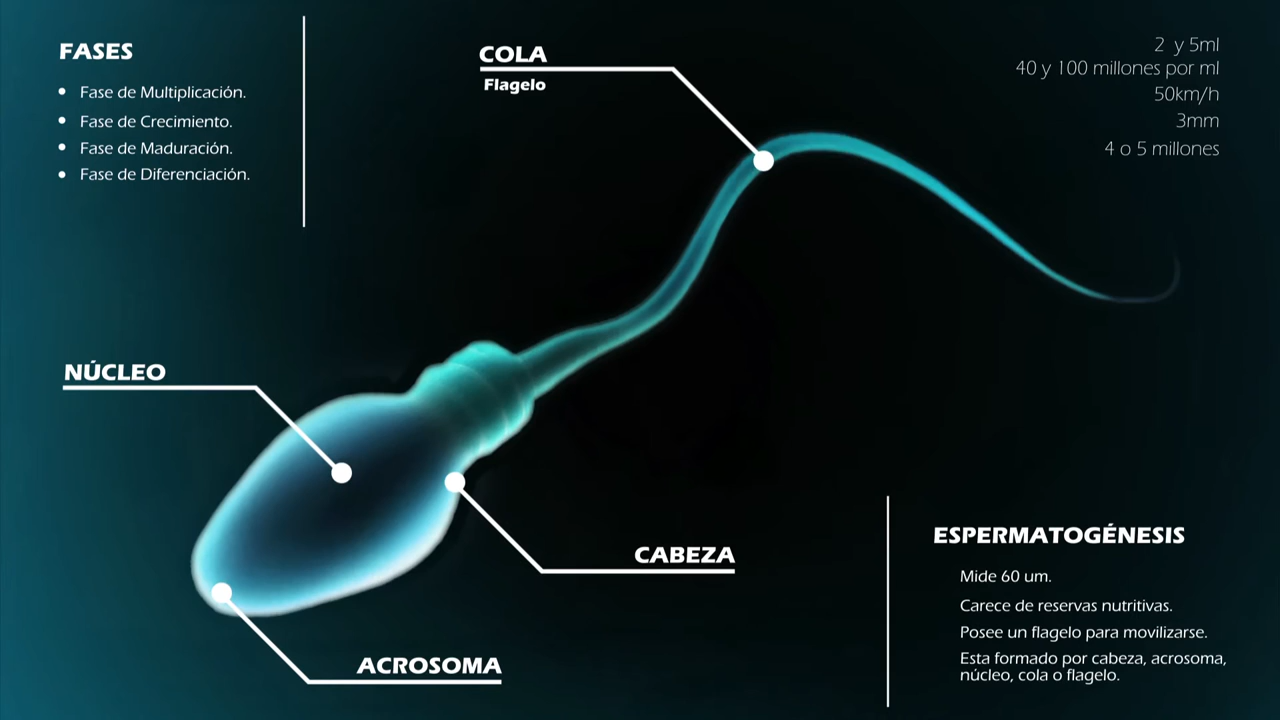 FASES
• Fase de Multiplicación.
• Fase de Crecimiento.
• Fase de Maduración.
• Fase de Diferenciación.
COLA
Flagelo
2 y 5ml
40 y 100 millones por ml
50km/h
3mm
4 o 5 millones
NÚCLEO
CABEZA
ACROSOMA
ESPERMATOGÉNESIS
Mide 60 um.
Carece de reservas nutritivas.
Posee un flagelo para movilizarse.
Esta formado por cabeza, acrosoma,
núcleo, cola o flagelo.